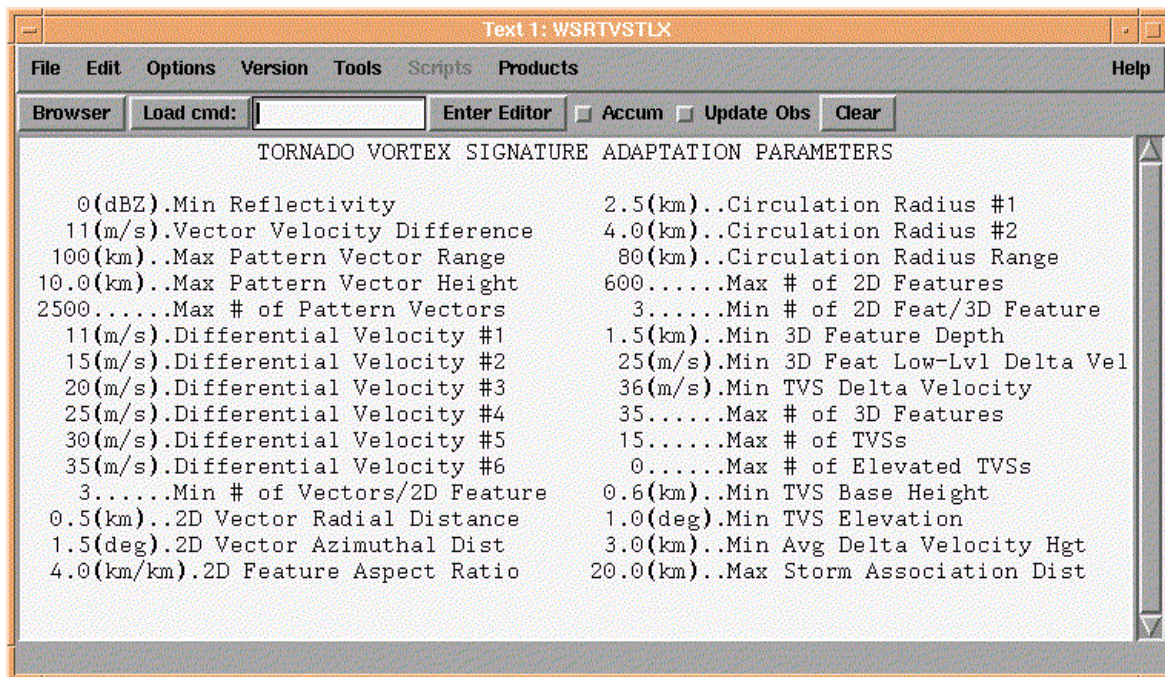 Text 1: WSRTVSTLX
File Edit Options Version Tools Scripts Products Help
Browser Load cmd: Enter Editor Accum Update Obs Clear
TORNADO VORTEX SIGNATURE ADAPTATION PARAMETERS
0(dBZ).Min Reflectivity 2.5(km)..Circulation Radius #1
11(m/s).Vector Velocity Difference 4.0(km)..Circulation Radius #2
100(km)..Max Pattern Vector Range 80(km)..Circulation Radius Range
10.0(km)..Max Pattern Vector Height 600......Max # of 2D Features
2500......Max # of Pattern Vectors 3......Min # of 2D Feat/3D Feature
11(m/s).Differential Velocity #1 1.5(km)..Min 3D Feature Depth
15(m/s).Differential Velocity #2 25(m/s).Min 3D Feat Low-Lvl Delta Vel
20(m/s).Differential Velocity #3 36(m/s).Min TVS Delta Velocity
25(m/s).Differential Velocity #4 35......Max # of 3D Features
30(m/s).Differential Velocity #5 15......Max # of TVSs
35(m/s).Differential Velocity #6 0......Max # of Elevated TVSs
3......Min # of Vectors/2D Feature 0.6(km)..Min TVS Base Height
0.5(km)..2D Vector Radial Distance 1.0(deg).Min TVS Elevation
1.5(deg).2D Vector Azimuthal Dist 3.0(km)..Min Avg Delta Velocity Hgt
4.0(km/km).2D Feature Aspect Ratio 20.0(km)..Max Storm Association Dist